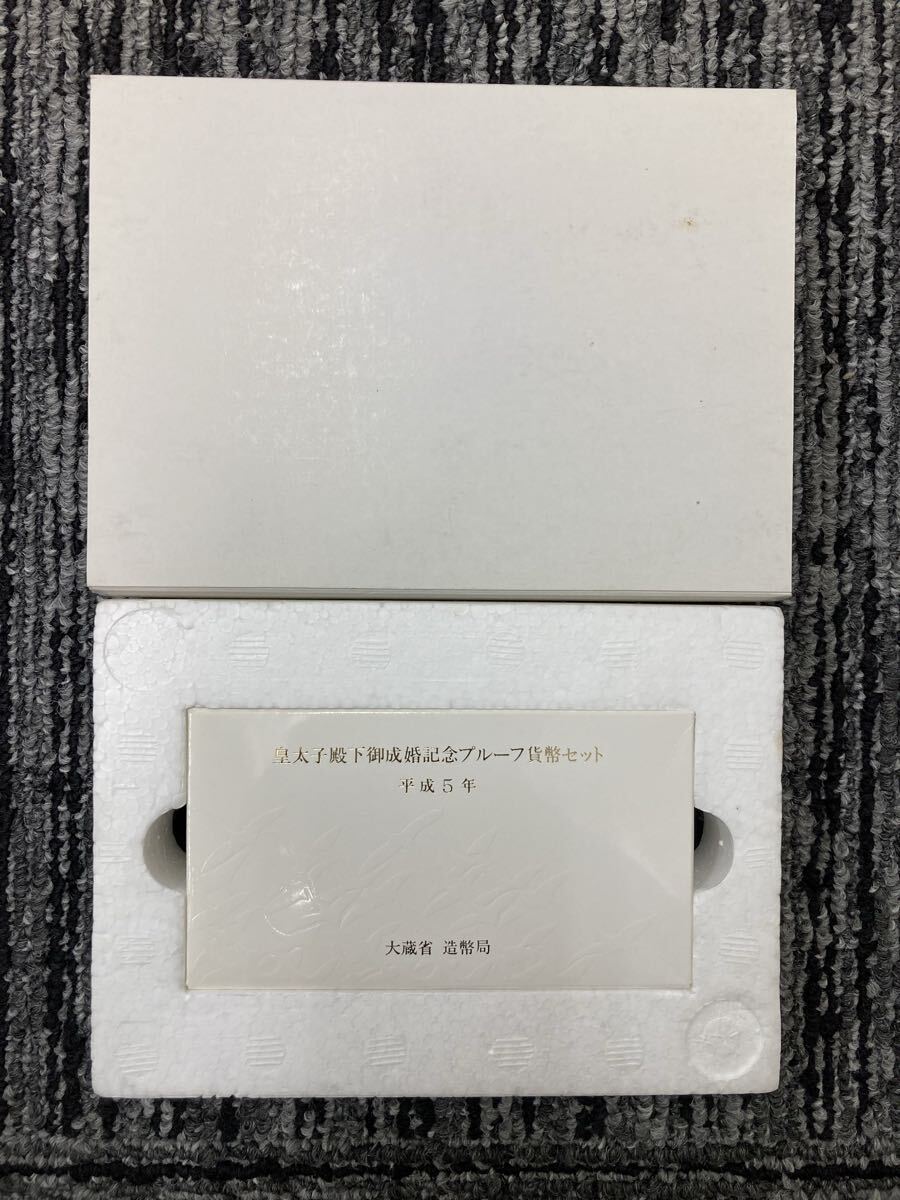 皇太子殿下御成婚記念プルーフ貨幣セット
平成5年
大蔵省 造幣局